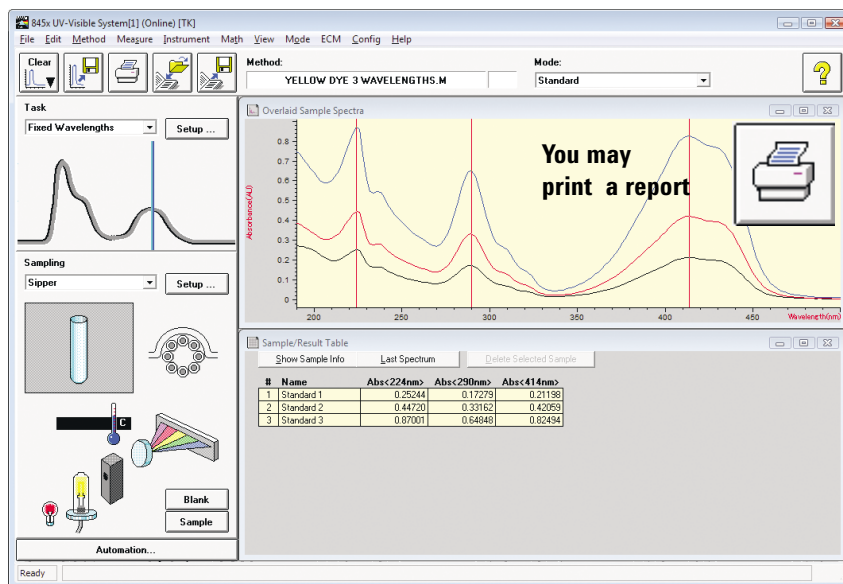 845x UV-Visible System[1] (Online) [TK]
File Edit Method Measure Instrument Math View Mode ECM Config Help
Clear
Method:
YELLOW DYE 3 WAVELENGTHS.M
Mode:
Standard
Task
Fixed Wavelengths
Setup ...
Sampling
Sipper
Setup ...
C
Blank
Sample
Automation...
Overlaid Sample Spectra
You may
print a report
Absorbance(AU)
0.8
0.7
0.6
0.5
0.4
0.3
0.2
0.1
0
200 250 300 350 400 450 Wavelength(nm)
Sample/Result Table
Show Sample Info Last Spectrum Delete Selected Sample
# Name Abs<224nm> Abs<290nm> Abs<414nm>
1 Standard 1 0.25244 0.17279 0.21198
2 Standard 2 0.44720 0.33162 0.42059
3 Standard 3 0.87001 0.64848 0.82494
Ready